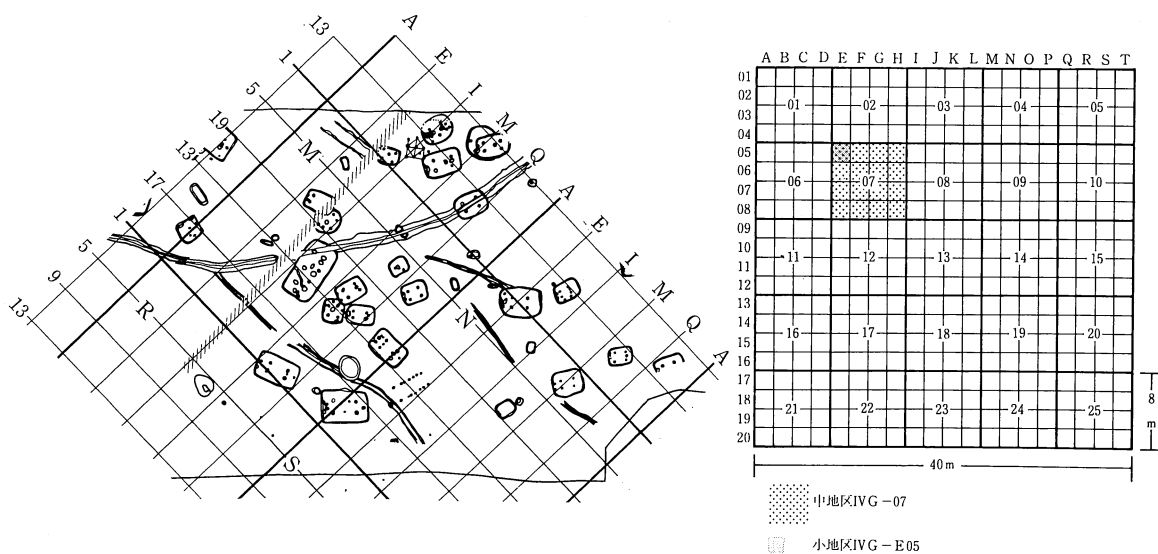 13
A
1
E
5
I
19
M
M
13
Q
17
A
1
E
5
I
9
R
N
M
13
Q
A
S
A B C D E F G H I J K L M N O P Q R S T
01
02
03
04
05
06
07
08
09
10
11
12
13
14
15
16
17
18
19
20
01 02 03 04 05
06 07 08 09 10
11 12 13 14 15
16 17 18 19 20
21 22 23 24 25
8
m
40m
中地区ⅣG-07
小地区ⅣG-E05